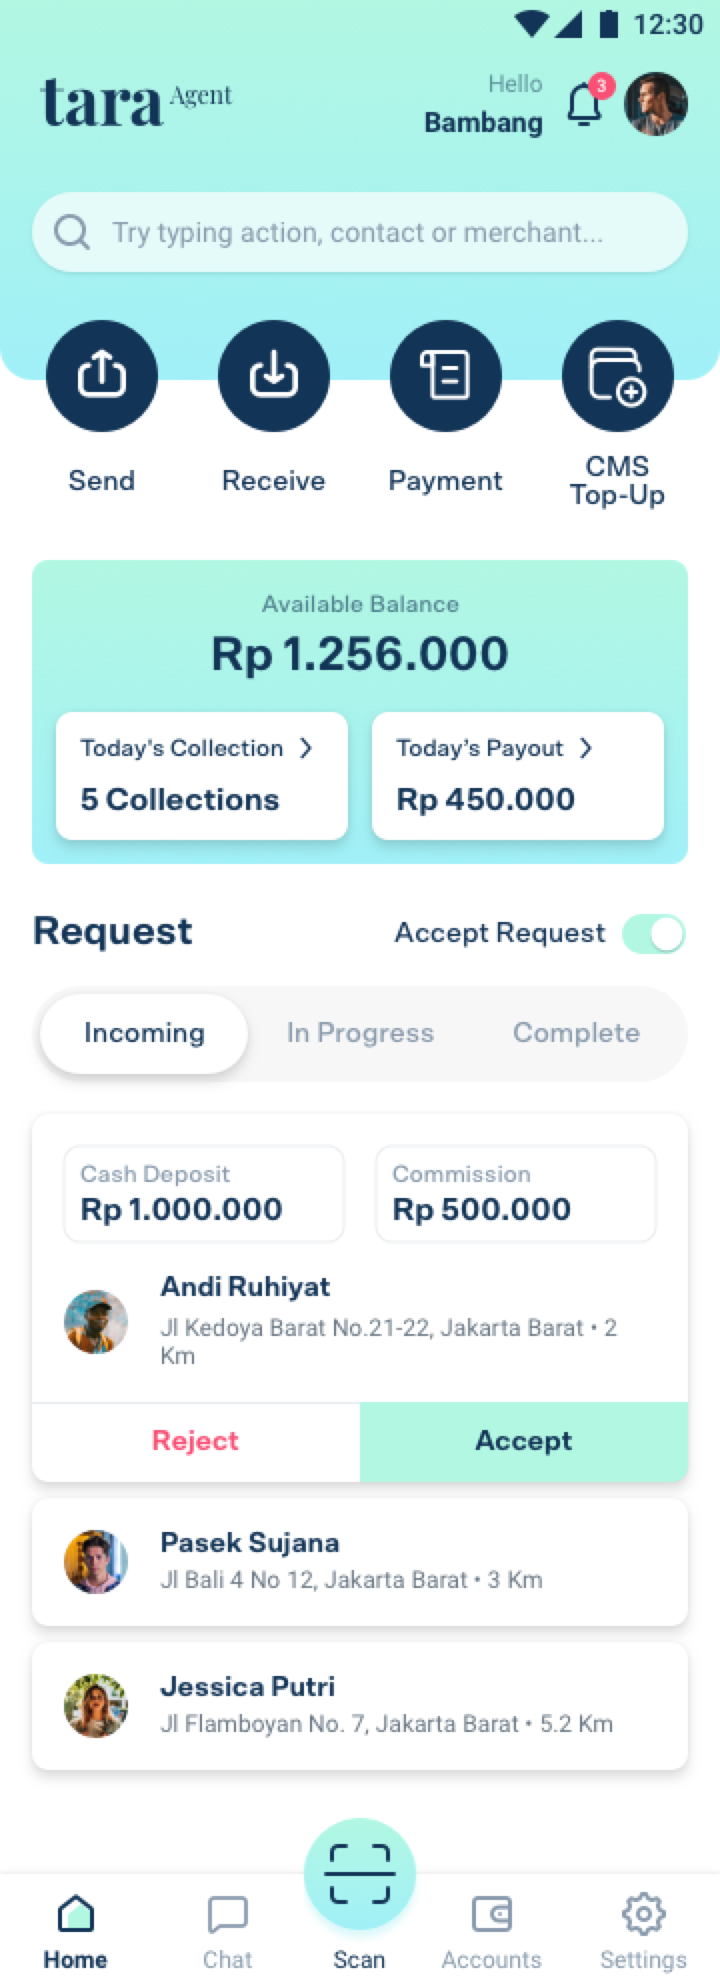 12:30
tara Agent
Hello
Bambang
3
Try typing action, contact or merchant...
Send
Receive
Payment
CMS
Top-Up
Available Balance
Rp 1.256.000
Today's Collection
5 Collections
Today’s Payout
Rp 450.000
Request
Accept Request
Incoming
In Progress
Complete
Cash Deposit
Rp 1.000.000
Commission
Rp 500.000
Andi Ruhiyat
Jl Kedoya Barat No.21-22, Jakarta Barat • 2
Km
Reject
Accept
Pasek Sujana
Jl Bali 4 No 12, Jakarta Barat • 3 Km
Jessica Putri
Jl Flamboyan No. 7, Jakarta Barat • 5.2 Km
Home
Chat
Scan
Accounts
Settings